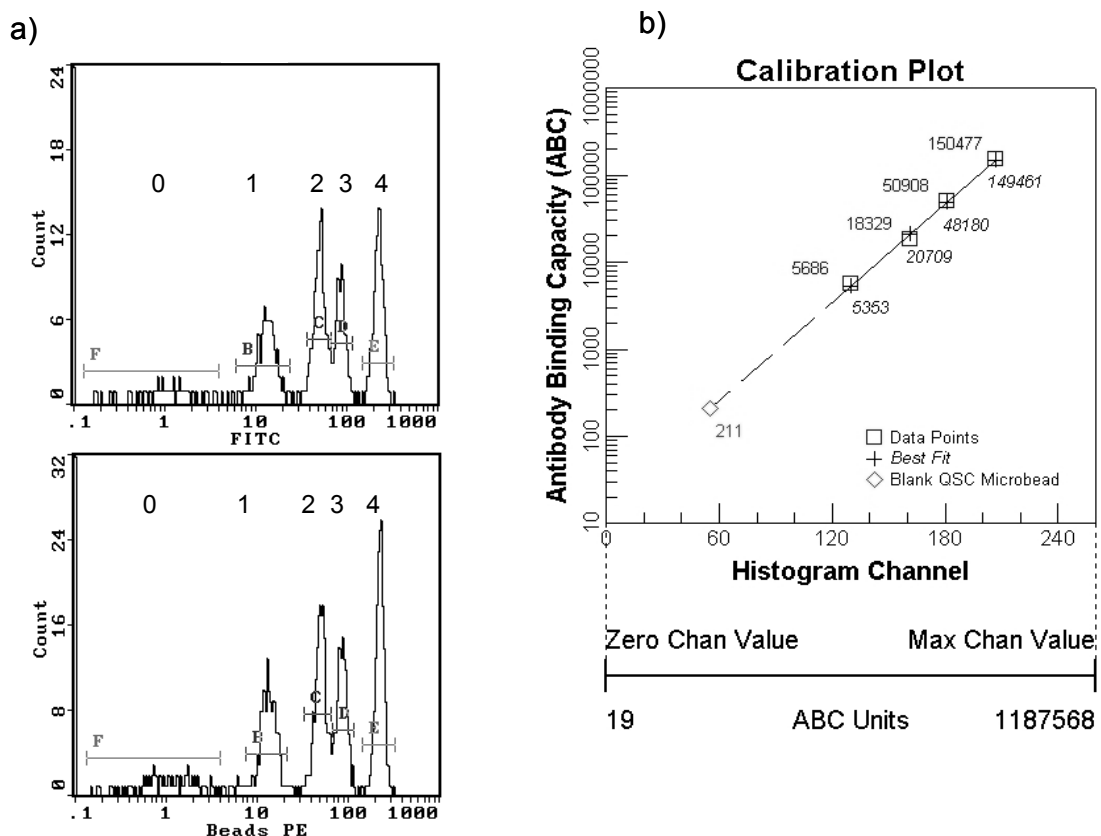 a)
24
18
12
6
0
Count
0 1 2 3 4
F
B
C
D
E
.1 1 10 100 1000
FITC
32
24
16
8
0
Count
0 1 2 3 4
F
B
C
D
E
.1 1 10 100 1000
Beads PE
b)
Calibration Plot
Antibody Binding Capacity (ABC)
1000000
100000
10000
1000
100
10
150477
149461
50908
48180
18329
20709
5686
5353
211
Data Points
Best Fit
Blank QSC Microbead
0 60 120 180 240
Histogram Channel
Zero Chan Value Max Chan Value
19 ABC Units 1187568